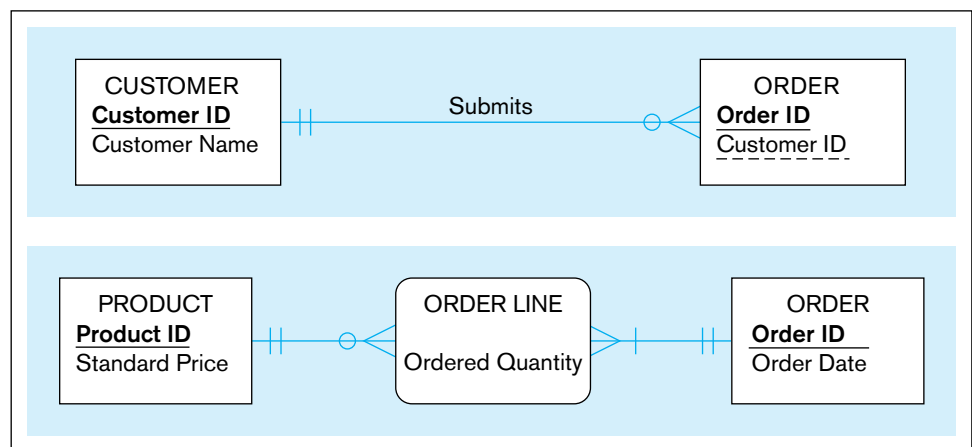 CUSTOMER
Customer ID
Customer Name
Submits
ORDER
Order ID
Customer ID
PRODUCT
Product ID
Standard Price
ORDER LINE
Ordered Quantity
ORDER
Order ID
Order Date